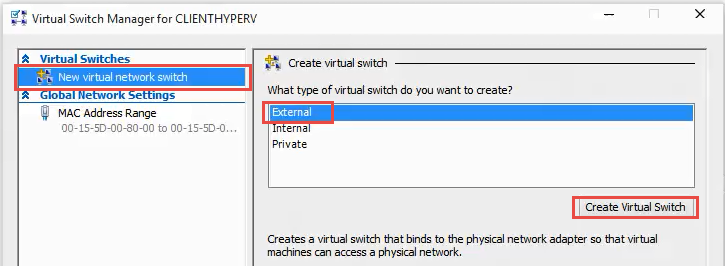 Virtual Switch Manager for CLIENTHYPERV
Virtual Switches
New virtual network switch
Global Network Settings
MAC Address Range
00-15-5D-00-80-00 to 00-15-5D-0...
Create virtual switch
What type of virtual switch do you want to create?
External
Internal
Private
Create Virtual Switch
Creates a virtual switch that binds to the physical network adapter so that virtual
machines can access a physical network.